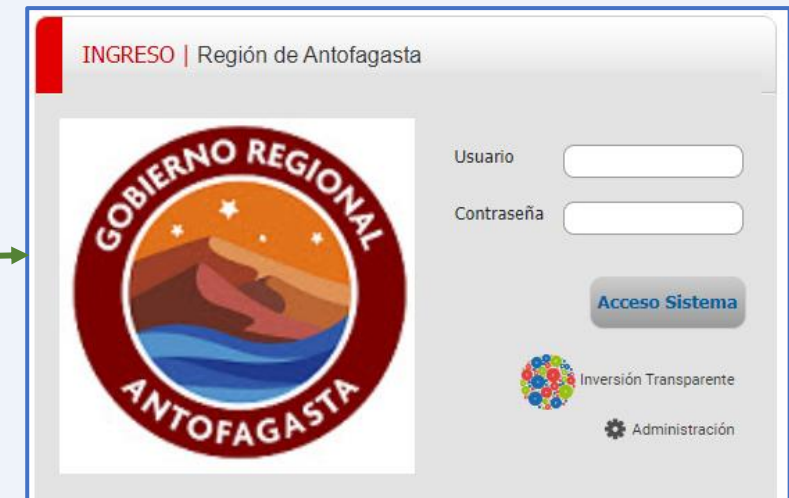 INGRESO | Región de Antofagasta
GOBIERNO REGIONAL
ANTOFAGASTA
Usuario
Contraseña
Acceso Sistema
Inversión Transparente
Administración